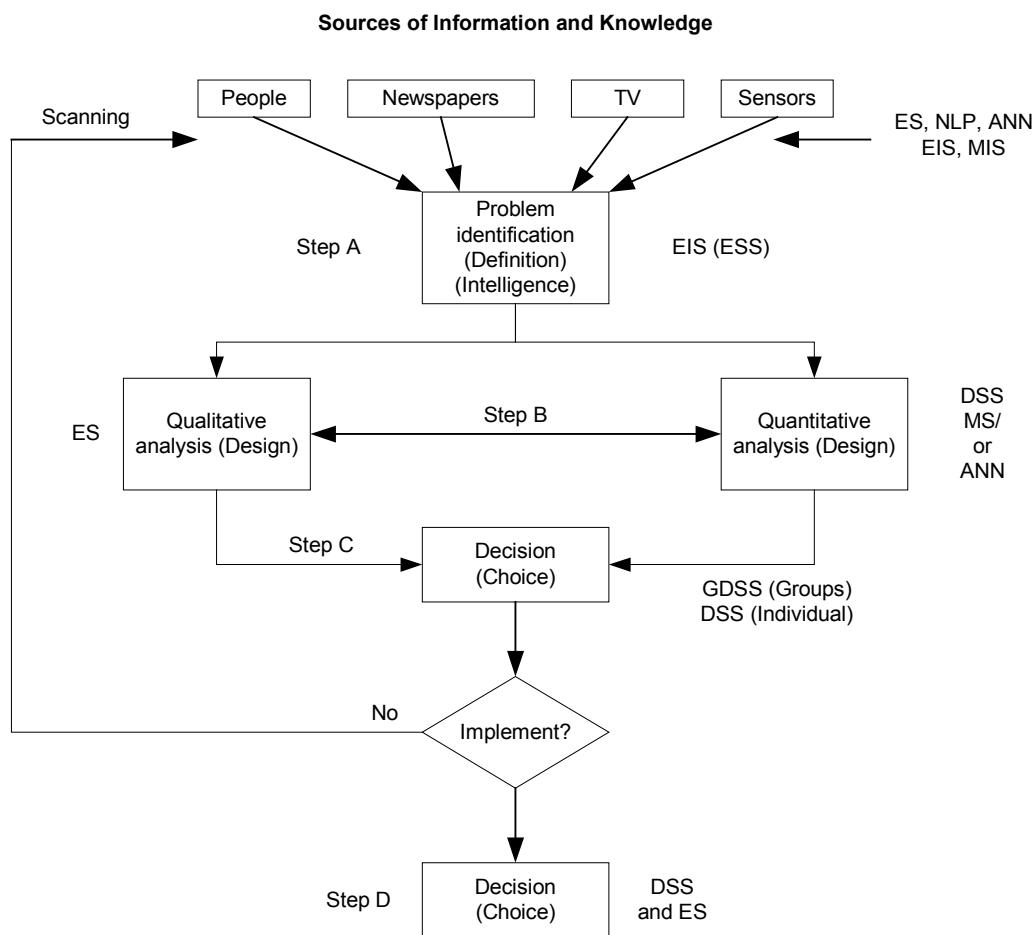 Sources of Information and Knowledge
People
Newspapers
TV
Sensors
Scanning
ES, NLP, ANN
EIS, MIS
Step A
Problem
identification
(Definition)
(Intelligence)
EIS (ESS)
ES
Qualitative
analysis (Design)
Step B
Quantitative
analysis (Design)
DSS
MS/
or
ANN
Step C
Decision
(Choice)
GDSS (Groups)
DSS (Individual)
No
Implement?
Step D
Decision
(Choice)
DSS
and ES